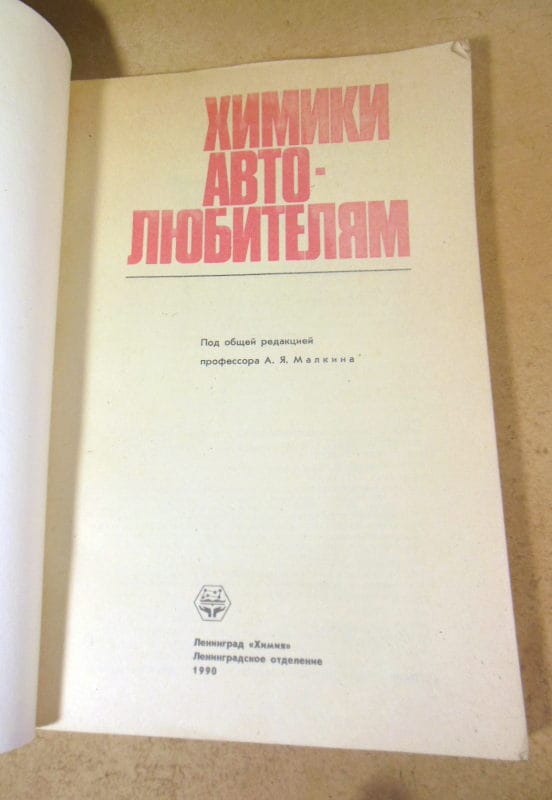 ХИМИКИ
АВТО-
ЛЮБИТЕЛЯМ
Под общей редакцией
профессора А. Я. Малкина
Ленинград «Химия»
Ленинградское отделение
1990